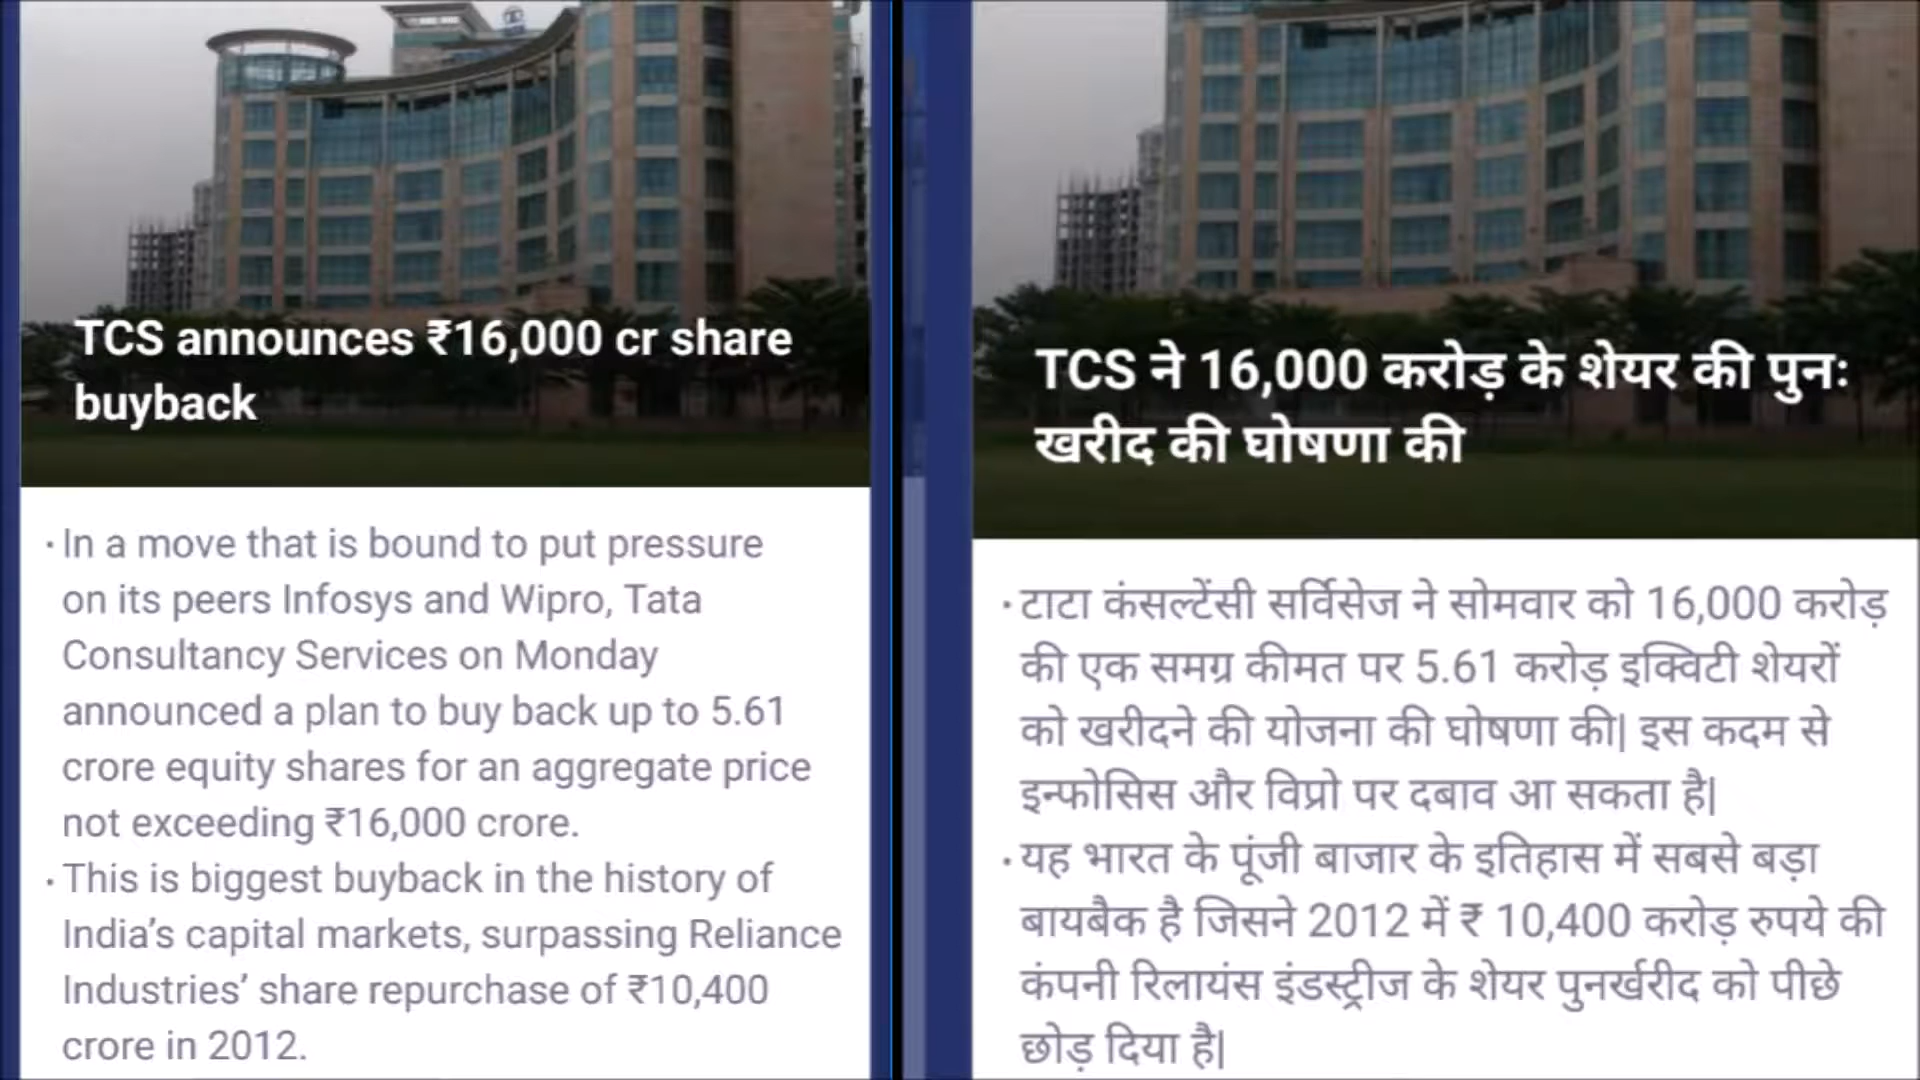 TCS announces ₹16,000 cr share
buyback
· In a move that is bound to put pressure
on its peers Infosys and Wipro, Tata
Consultancy Services on Monday
announced a plan to buy back up to 5.61
crore equity shares for an aggregate price
not exceeding ₹16,000 crore.
· This is biggest buyback in the history of
India’s capital markets, surpassing Reliance
Industries’ share repurchase of ₹10,400
crore in 2012.
TCS ने 16,000 करोड़ के शेयर की पुनः
खरीद की घोषणा की
· टाटा कंसल्टेंसी सर्विसेज ने सोमवार को 16,000 करोड़
की एक समग्र कीमत पर 5.61 करोड़ इक्विटी शेयरों
को खरीदने की योजना की घोषणा की| इस कदम से
इन्फोसिस और विप्रो पर दबाव आ सकता है|
· यह भारत के पूंजी बाजार के इतिहास में सबसे बड़ा
बायबैक है जिसने 2012 में ₹ 10,400 करोड़ रुपये की
कंपनी रिलायंस इंडस्ट्रीज के शेयर पुनर्खरीद को पीछे
छोड़ दिया है|